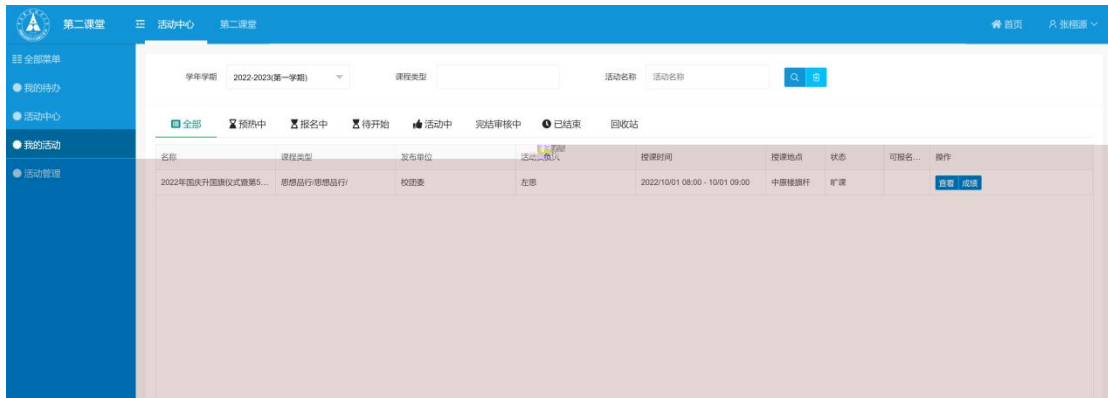 第二课堂 活动中心 第二课堂 首页 张栩源
全部菜单
我的待办
活动中心
我的活动
活动管理
学年学期 2022-2023(第一学期) 课程类型 活动名称 活动名称
全部 预热中 报名中 待开始 活动中 完结审核中 已结束 回收站
名称 课程类型 发布单位 授课时间 授课地点 状态 可报名... 操作
2022年国庆升国旗仪式暨第5... 思想品行/思想品行/ 校团委 左思 2022/10/01 08:00 - 10/01 09:00 中原楼旗杆 旷课 查看 成绩